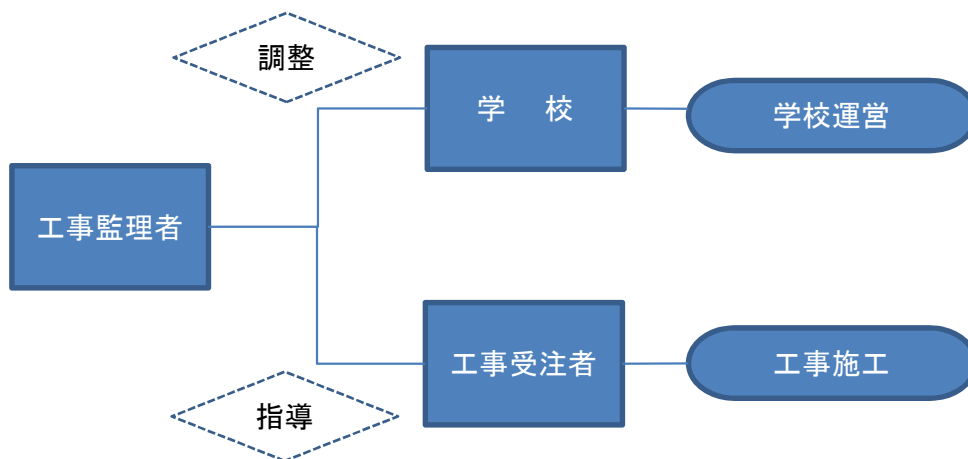 調整
学 校
学校運営
工事監理者
工事受注者
工事施工
指導